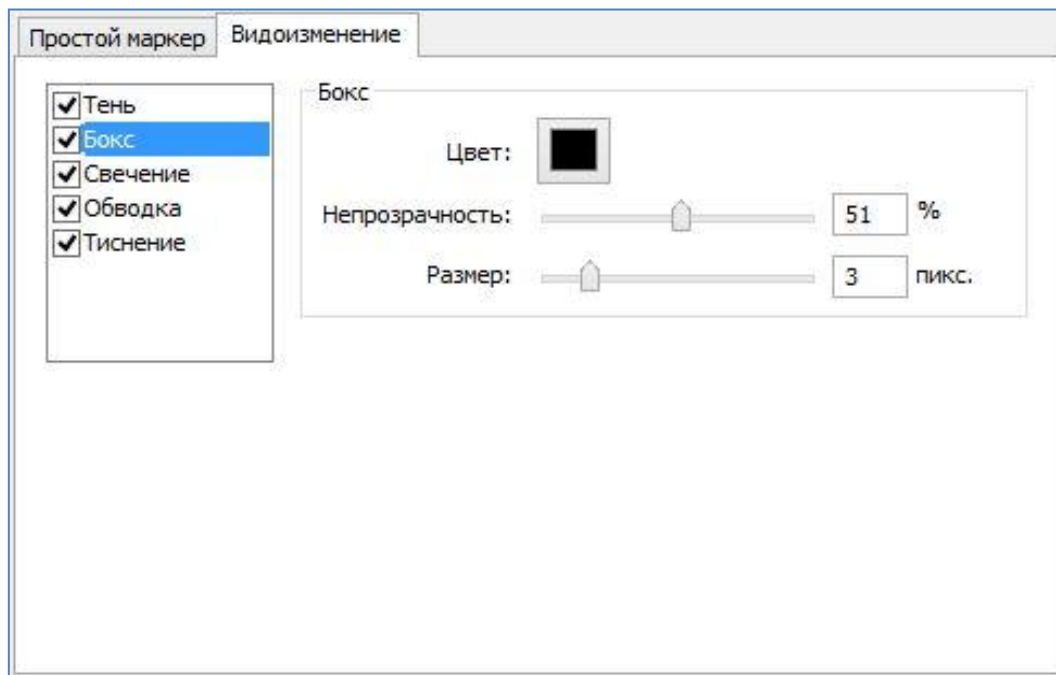 Простой маркер Видоизменение
Тень
Бокс
Свечение
Обводка
Тиснение
Бокс
Цвет:
Непрозрачность: 51 %
Размер: 3 пикс.